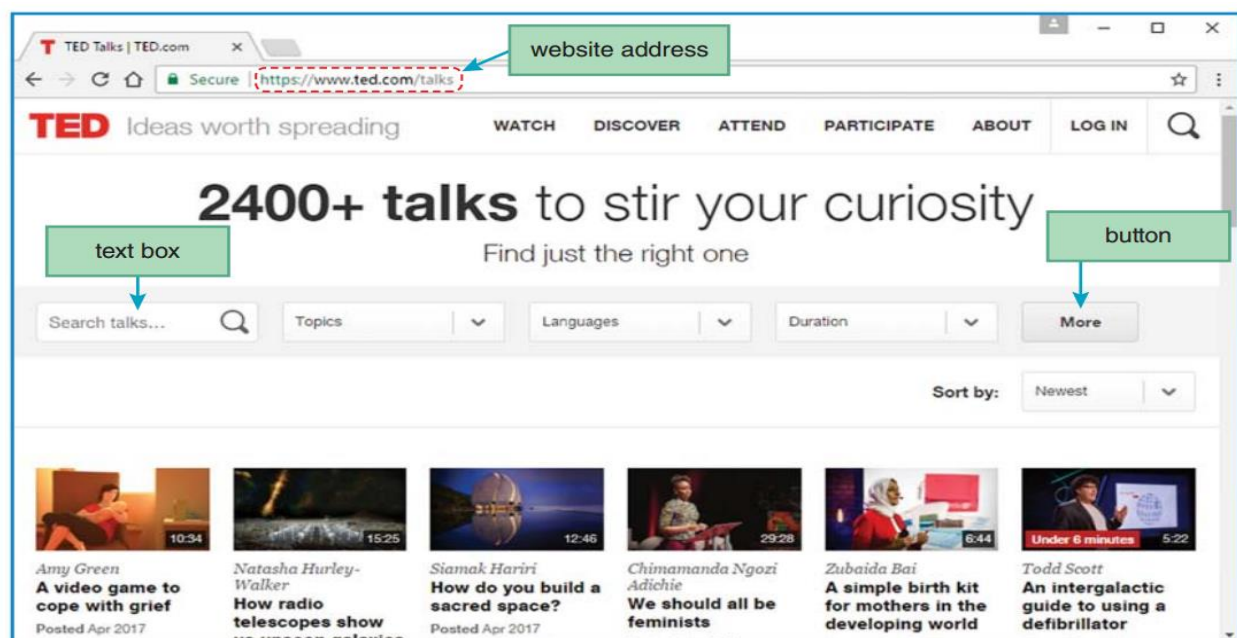 TED Talks | TED.com
website address
Secure https://www.ted.com/talks
TED Ideas worth spreading WATCH DISCOVER ATTEND PARTICIPATE ABOUT LOG IN
2400+ talks to stir your curiosity
Find just the right one
text box
button
Search talks... Topics Languages Duration More
Sort by: Newest
10:34
Amy Green
A video game to
cope with grief
Posted Apr 2017
15:25
Natasha Hurley-
Walker
How radio
telescopes show
us unseen galaxies
12:46
Siamak Hariri
How do you build a
sacred space?
Posted Apr 2017
29:28
Chimamanda Ngozi
Adichie
We should all be
feminists
6:44
Zubaida Bai
A simple birth kit
for mothers in the
developing world
Under 6 minutes 5:22
Todd Scott
An intergalactic
guide to using a
defibrillator